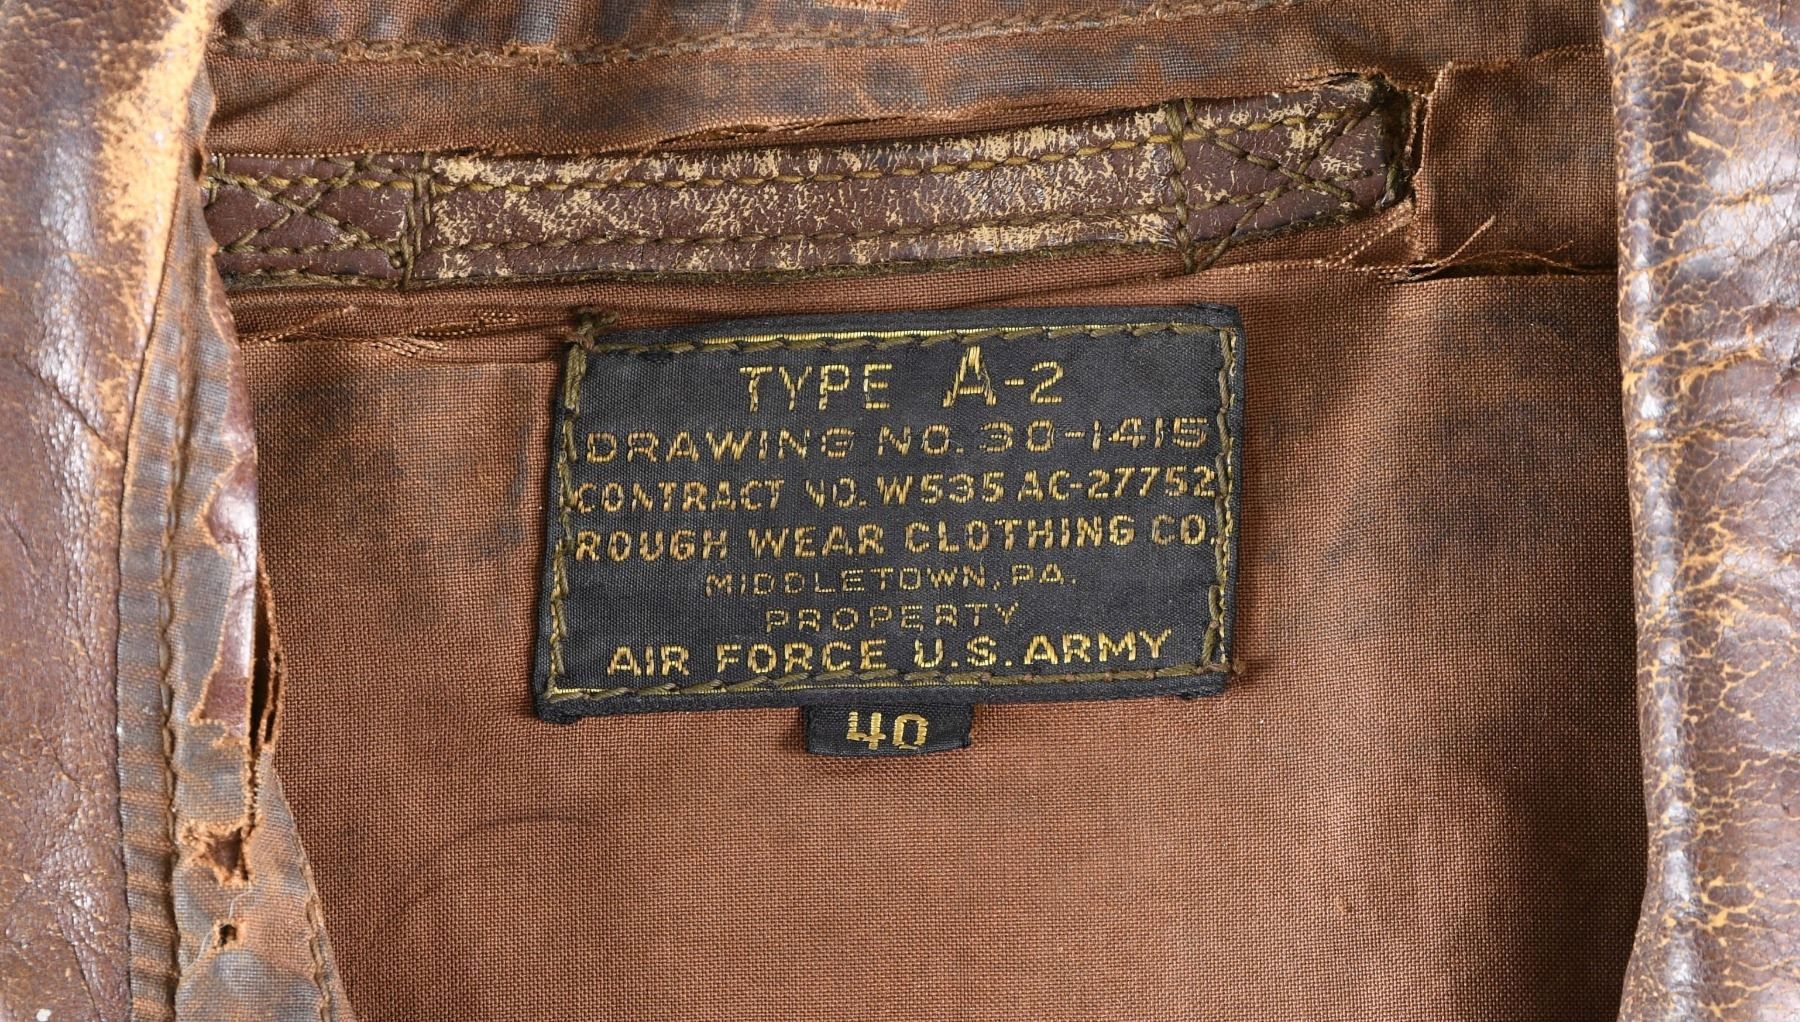 TYPE A-2
DRAWING NO. 30-1415
CONTRACT NO. W535 AC-27752
ROUGH WEAR CLOTHING CO.
MIDDLETOWN, PA.
PROPERTY
AIR FORCE U.S. ARMY
40